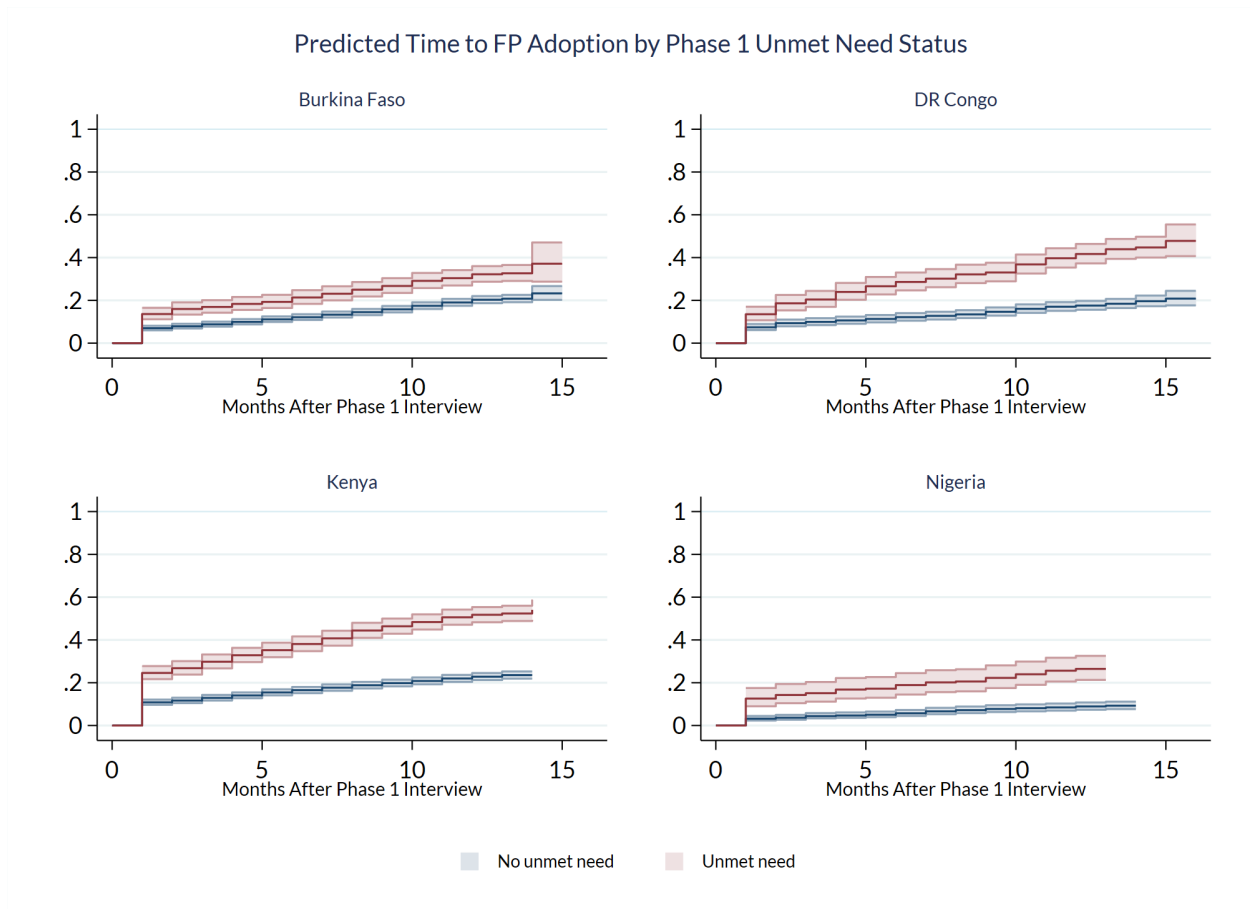 Predicted Time to FP Adoption by Phase 1 Unmet Need Status
Burkina Faso
1
.8
.6
.4
.2
0
0 5 10 15
Months After Phase 1 Interview
DR Congo
1
.8
.6
.4
.2
0
0 5 10 15
Months After Phase 1 Interview
Kenya
1
.8
.6
.4
.2
0
0 5 10 15
Months After Phase 1 Interview
Nigeria
1
.8
.6
.4
.2
0
0 5 10 15
Months After Phase 1 Interview
No unmet need Unmet need